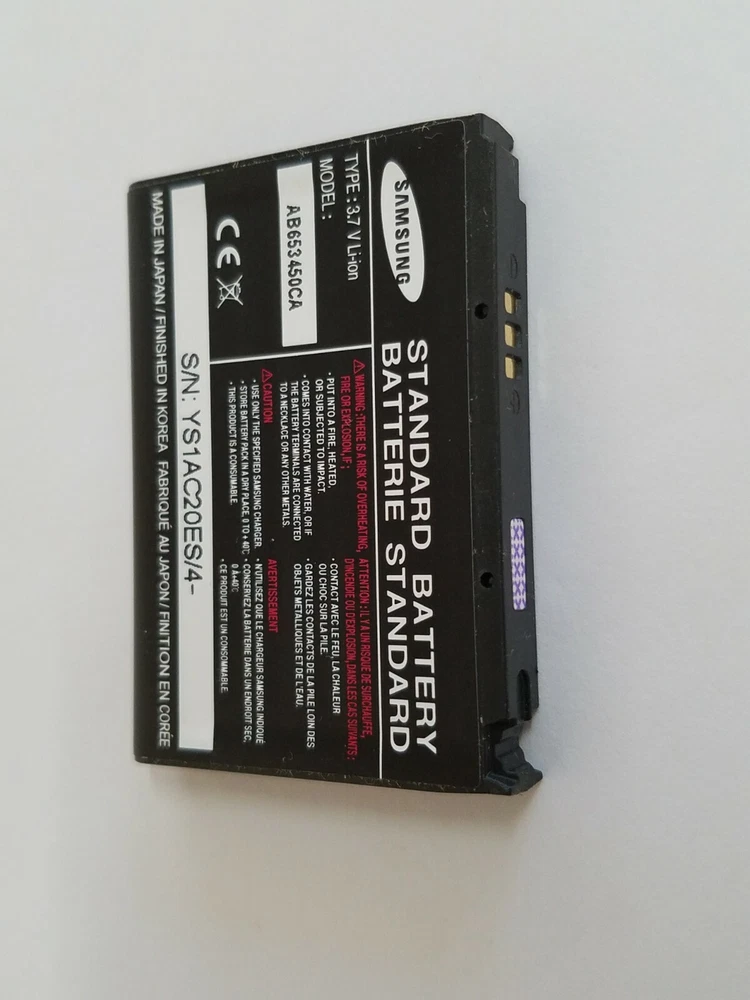 SAMSUNG
STANDARD BATTERY
BATTERIE STANDARD
TYPE : 3.7 V Li-ion
MODEL :
AB653450CA
CE
⚠WARNING : THERE IS A RISK OF OVERHEATING,
FIRE OR EXPLOSION, IF ;
• PUT INTO A FIRE, HEATED,
OR SUBJECTED TO IMPACT.
• COMES INTO CONTACT WITH WATER, OR IF
THE BATTERY TERMINALS ARE CONNECTED
TO A NECKLACE OR ANY OTHER METALS.
⚠CAUTION
• USE ONLY THE SPECIFIED SAMSUNG CHARGER.
• STORE BATTERY PACK IN A DRY PLACE, 0 TO + 40°C
• THIS PRODUCT IS A CONSUMABLE.
ATTENTION : IL Y A UN RISQUE DE SURCHAUFFE,
D'INCENDIE OU D'EXPLOSION, DANS LES CAS SUIVANTS :
• CONTACT AVEC LE FEU, LA CHALEUR
OU CHOC SUR LA PILE.
• GARDEZ LES CONTACTS DE LA PILE LOIN DES
OBJETS MÉTALLIQUES ET DE L'EAU.
AVERTISSEMENT
• N'UTILISEZ QUE LE CHARGEUR SAMSUNG INDIQUÉ
• CONSERVEZ LA BATTERIE DANS UN ENDROIT SEC,
0 À +40°C
• CE PRODUIT EST UN CONSOMMABLE.
S/N: YS1AC20ES/4-
MADE IN JAPAN / FINISHED IN KOREA FABRIQUÉ AU JAPON / FINITION EN CORÉE